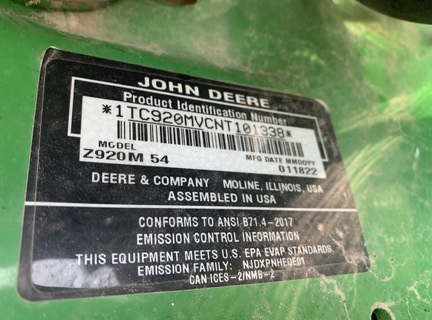 JOHN DEERE
Product Identification Number
*1TC920MVCNT101338*
MODEL MFG DATE MMDDYY
Z920M 54 011822
DEERE & COMPANY MOLINE, ILLINOIS, USA
ASSEMBLED IN USA
CONFORMS TO ANSI B71.4-2017
EMISSION CONTROL INFORMATION
THIS EQUIPMENT MEETS U.S. EPA EVAP STANDARDS.
EMISSION FAMILY: NJDXPNHEQE01
CAN ICES-2/NMB-2